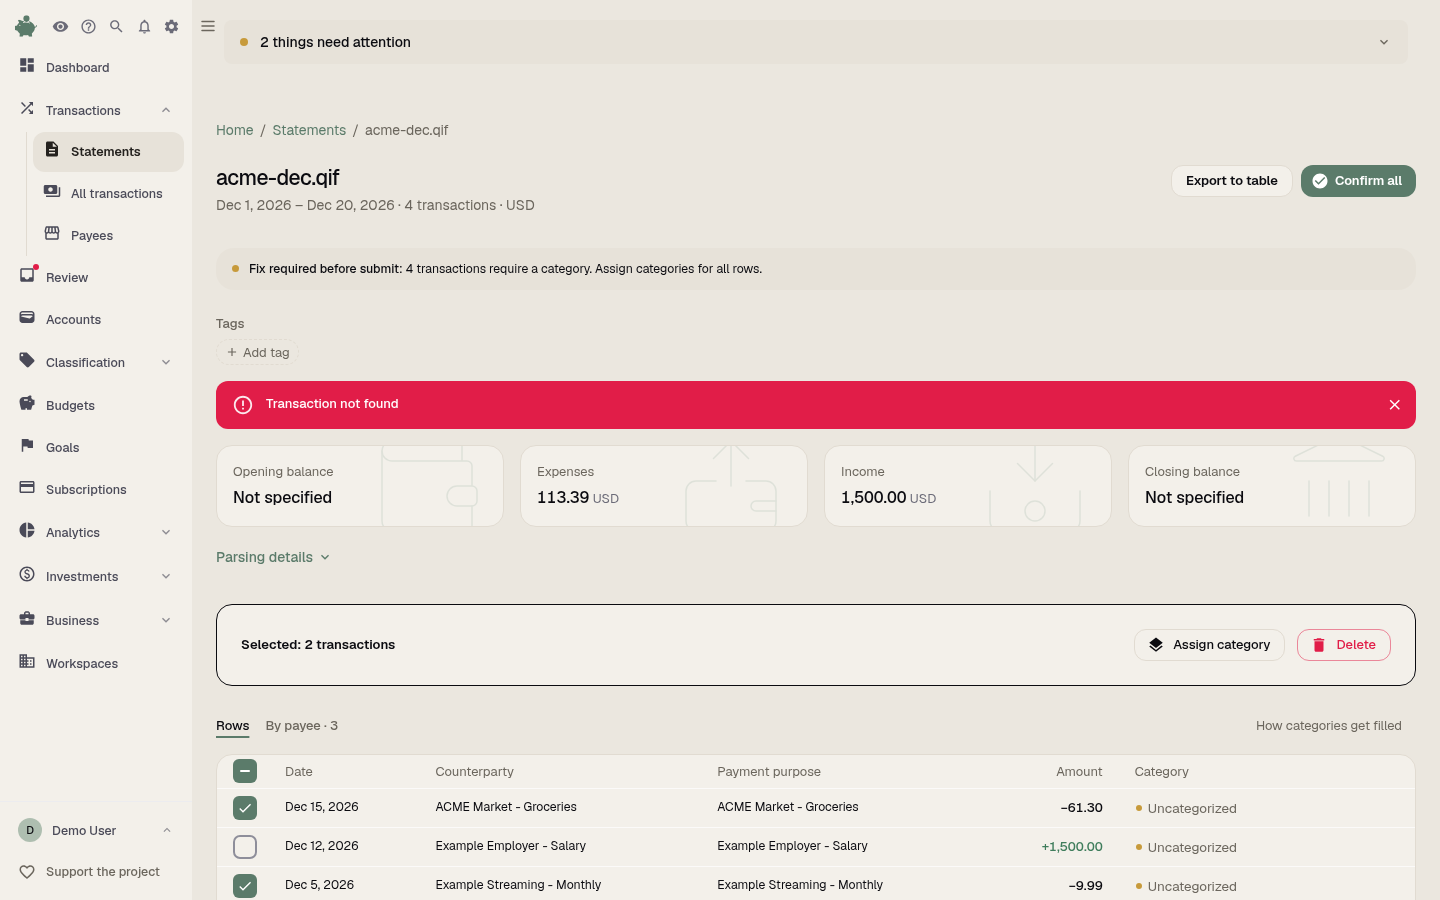 2 things need attention
Dashboard
Transactions
Statements
All transactions
Payees
Review
Accounts
Classification
Budgets
Goals
Subscriptions
Analytics
Investments
Business
Workspaces
D Demo User
Support the project
Home / Statements / acme-dec.qif
acme-dec.qif
Dec 1, 2026 – Dec 20, 2026 · 4 transactions · USD
Export to table
Confirm all
Fix required before submit: 4 transactions require a category. Assign categories for all rows.
Tags
+ Add tag
Transaction not found
Opening balance
Not specified
Expenses
113.39 USD
Income
1,500.00 USD
Closing balance
Not specified
Parsing details
Selected: 2 transactions
Assign category
Delete
Rows By payee · 3 How categories get filled
Date Counterparty Payment purpose Amount Category
Dec 15, 2026 ACME Market - Groceries ACME Market - Groceries −61.30 Uncategorized
Dec 12, 2026 Example Employer - Salary Example Employer - Salary +1,500.00 Uncategorized
Dec 5, 2026 Example Streaming - Monthly Example Streaming - Monthly −9.99 Uncategorized